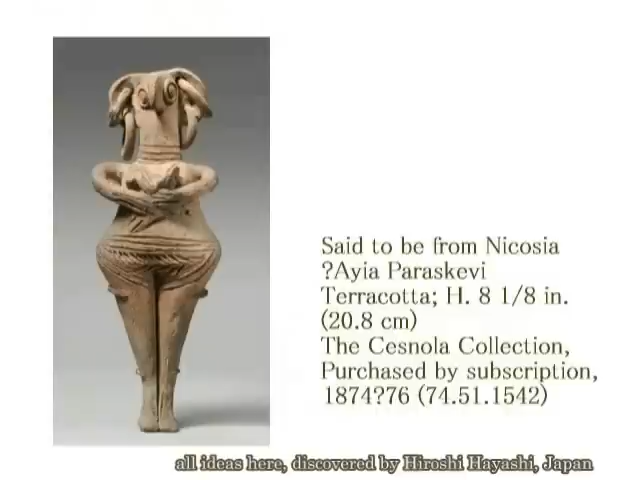 Said to be from Nicosia
?Ayia Paraskevi
Terracotta; H. 8 1/8 in.
(20.8 cm)
The Cesnola Collection,
Purchased by subscription,
1874?76 (74.51.1542)
all ideas here, discovered by Hiroshi Hayashi, Japan